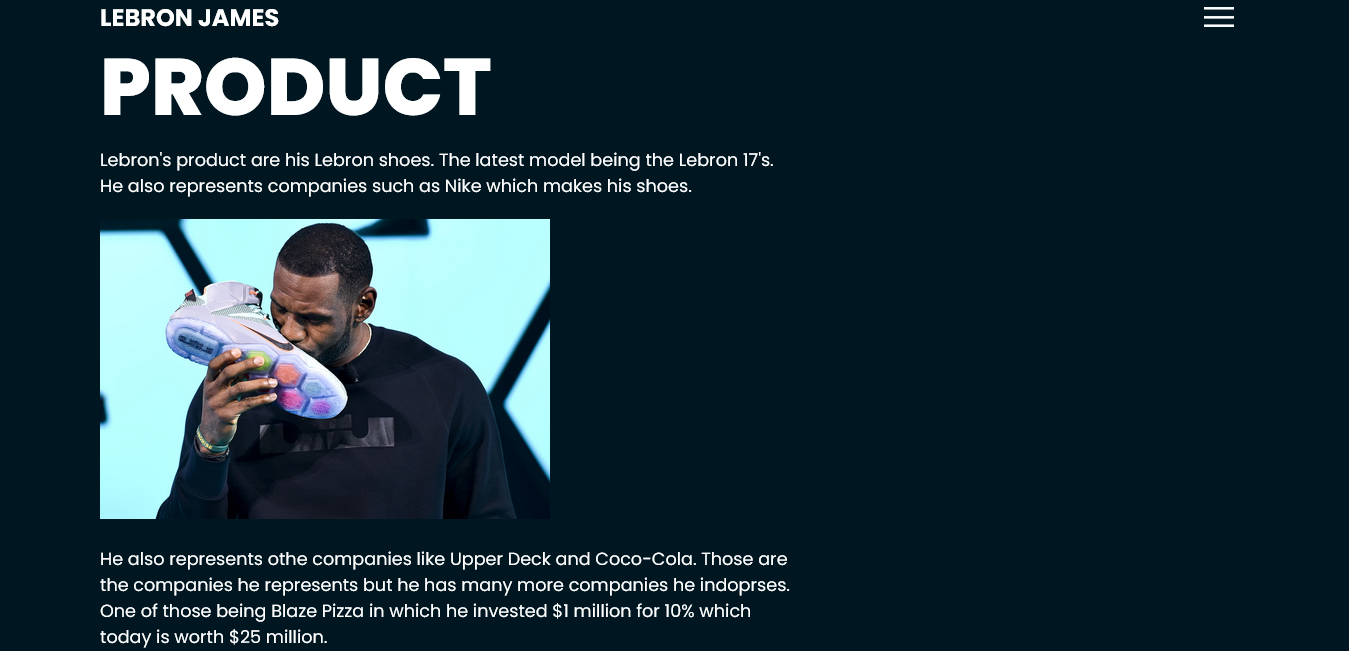 LEBRON JAMES
PRODUCT
Lebron's product are his Lebron shoes. The latest model being the Lebron 17's.
He also represents companies such as Nike which makes his shoes.
He also represents othe companies like Upper Deck and Coco-Cola. Those are
the companies he represents but he has many more companies he indoprses.
One of those being Blaze Pizza in which he invested $1 million for 10% which
today is worth $25 million.